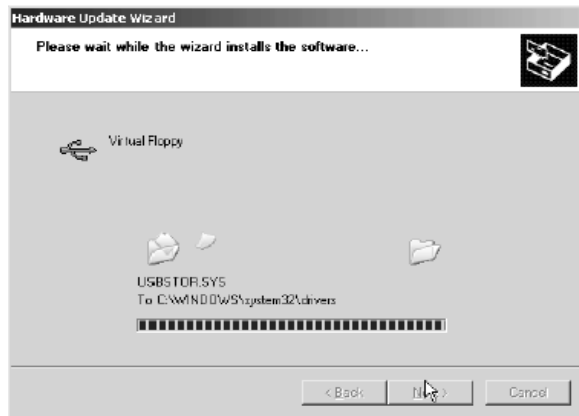 Hardware Update Wizard
Please wait while the wizard installs the software...
Virtual Floppy
USBSTOR.SYS
To C:\WINDOWS\system32\drivers
< Back
Next >
Cancel